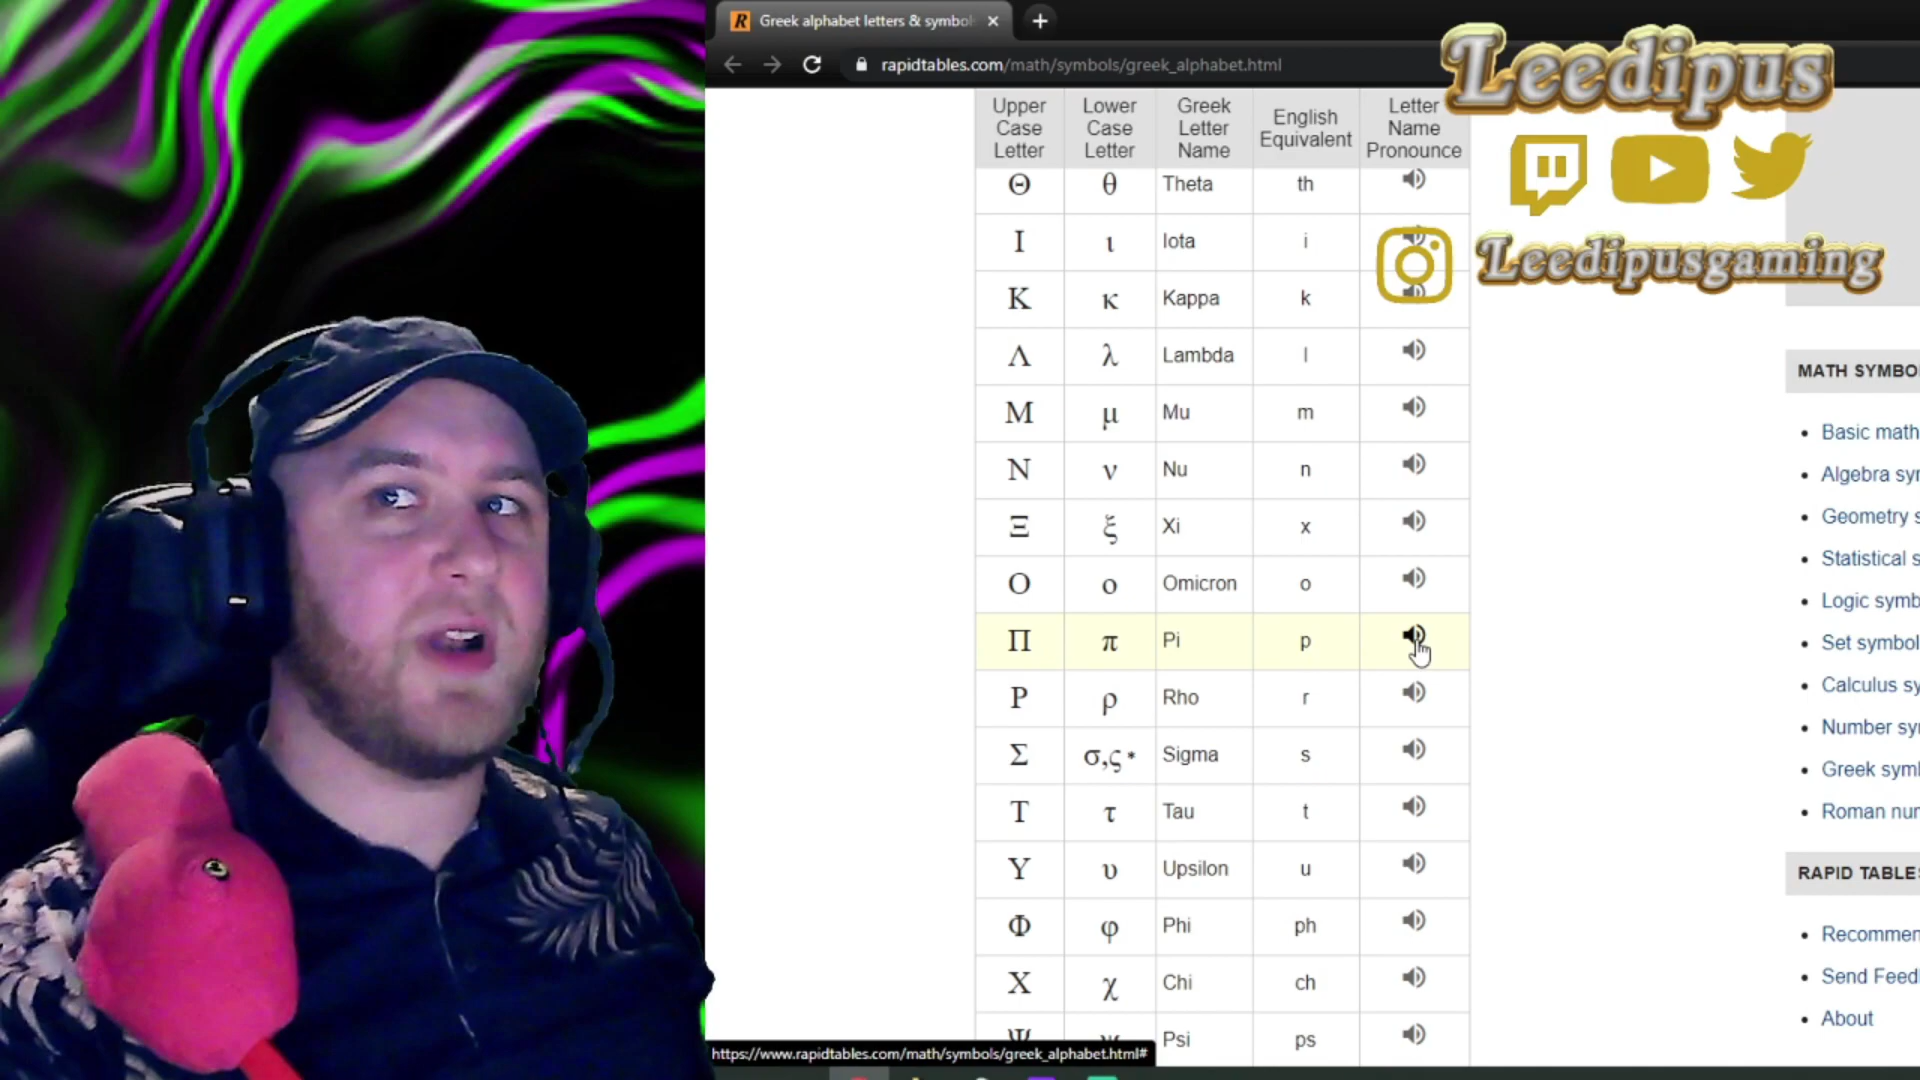 Greek alphabet letters & symbol
rapidtables.com/math/symbols/greek_alphabet.html
Leedipus
Leedipusgaming
Upper Case Letter Lower Case Letter Greek Letter Name English Equivalent Letter Name Pronounce
Θ θ Theta th
Ι ι Iota i
Κ κ Kappa k
Λ λ Lambda l
Μ μ Mu m
Ν ν Nu n
Ξ ξ Xi x
Ο ο Omicron o
Π π Pi p
Ρ ρ Rho r
Σ σ,ς * Sigma s
Τ τ Tau t
Υ υ Upsilon u
Φ φ Phi ph
Χ χ Chi ch
Ψ ψ Psi ps
MATH SYMBO
Basic math
Algebra sy
Geometry s
Statistical s
Logic symb
Set symbol
Calculus sy
Number sy
Greek symb
Roman nur
RAPID TABLES
Recommen
Send Feed
About
https://www.rapidtables.com/math/symbols/greek_alphabet.html#